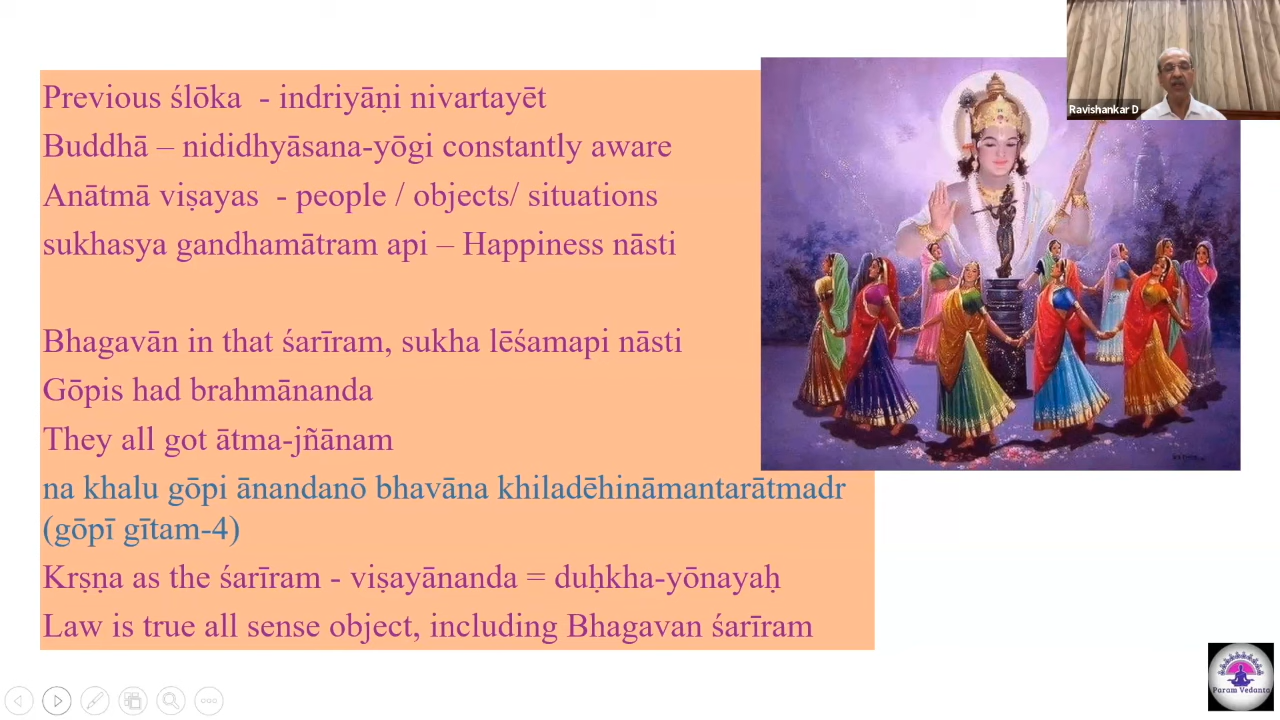 Previous ślōka  - indriyāṇi nivartayēt
Buddhā – nididhyāsana-yōgi constantly aware
Anātmā viṣayas  - people / objects/ situations
sukhasya gandhamātram api – Happiness nāsti
Bhagavān in that śarīram, sukha lēśamapi nāsti
Gōpis had brahmānanda
They all got ātma-jñānam
na khalu gōpi ānandanō bhavāna khiladēhināmantarātmadr
(gōpī gītam-4)
Krṣṇa as the śarīram - viṣayānanda = duḥkha-yōnayaḥ
Law is true all sense object, including Bhagavan śarīram
Ravishankar D
Param Vedanta